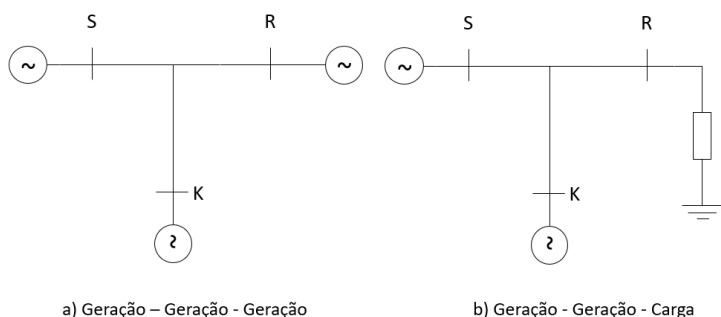 S
R
K
~
~
~
a) Geração – Geração - Geração
S
R
K
~
~
b) Geração - Geração - Carga